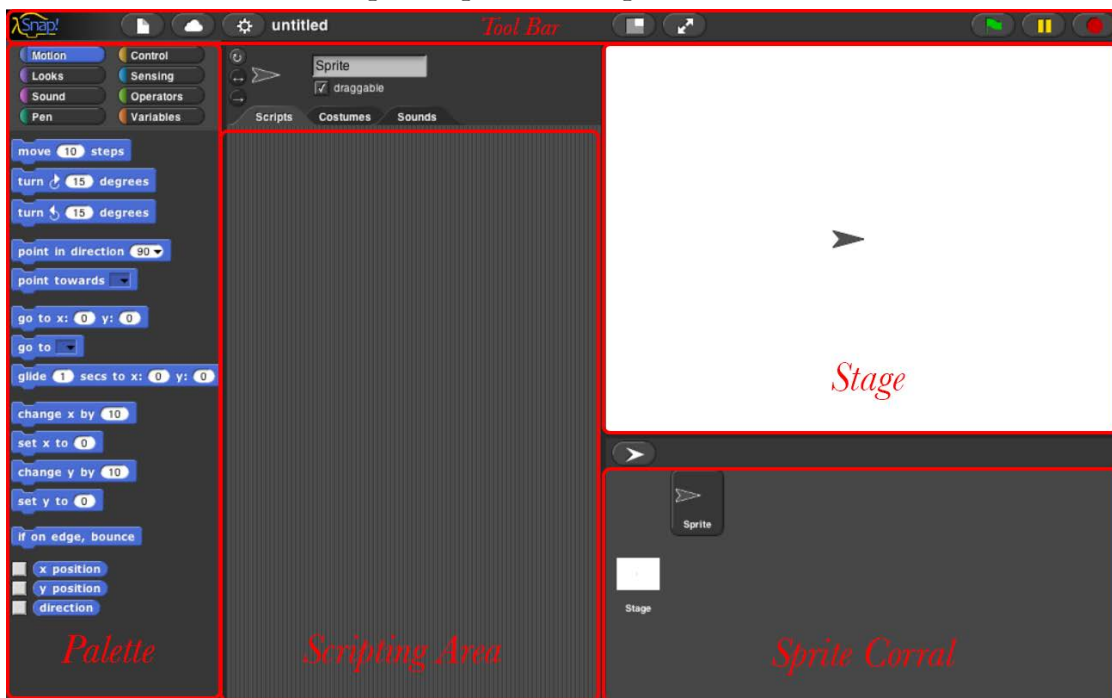 Snap!
untitled
Tool Bar
Motion Control
Looks Sensing
Sound Operators
Pen Variables
Sprite
draggable
Scripts Costumes Sounds
move 10 steps
turn 15 degrees
turn 15 degrees
point in direction 90
point towards
go to x: 0 y: 0
go to
glide 1 secs to x: 0 y: 0
change x by 10
set x to 0
change y by 10
set y to 0
if on edge, bounce
x position
y position
direction
Palette
Scripting Area
Stage
Sprite
Stage
Sprite Corral